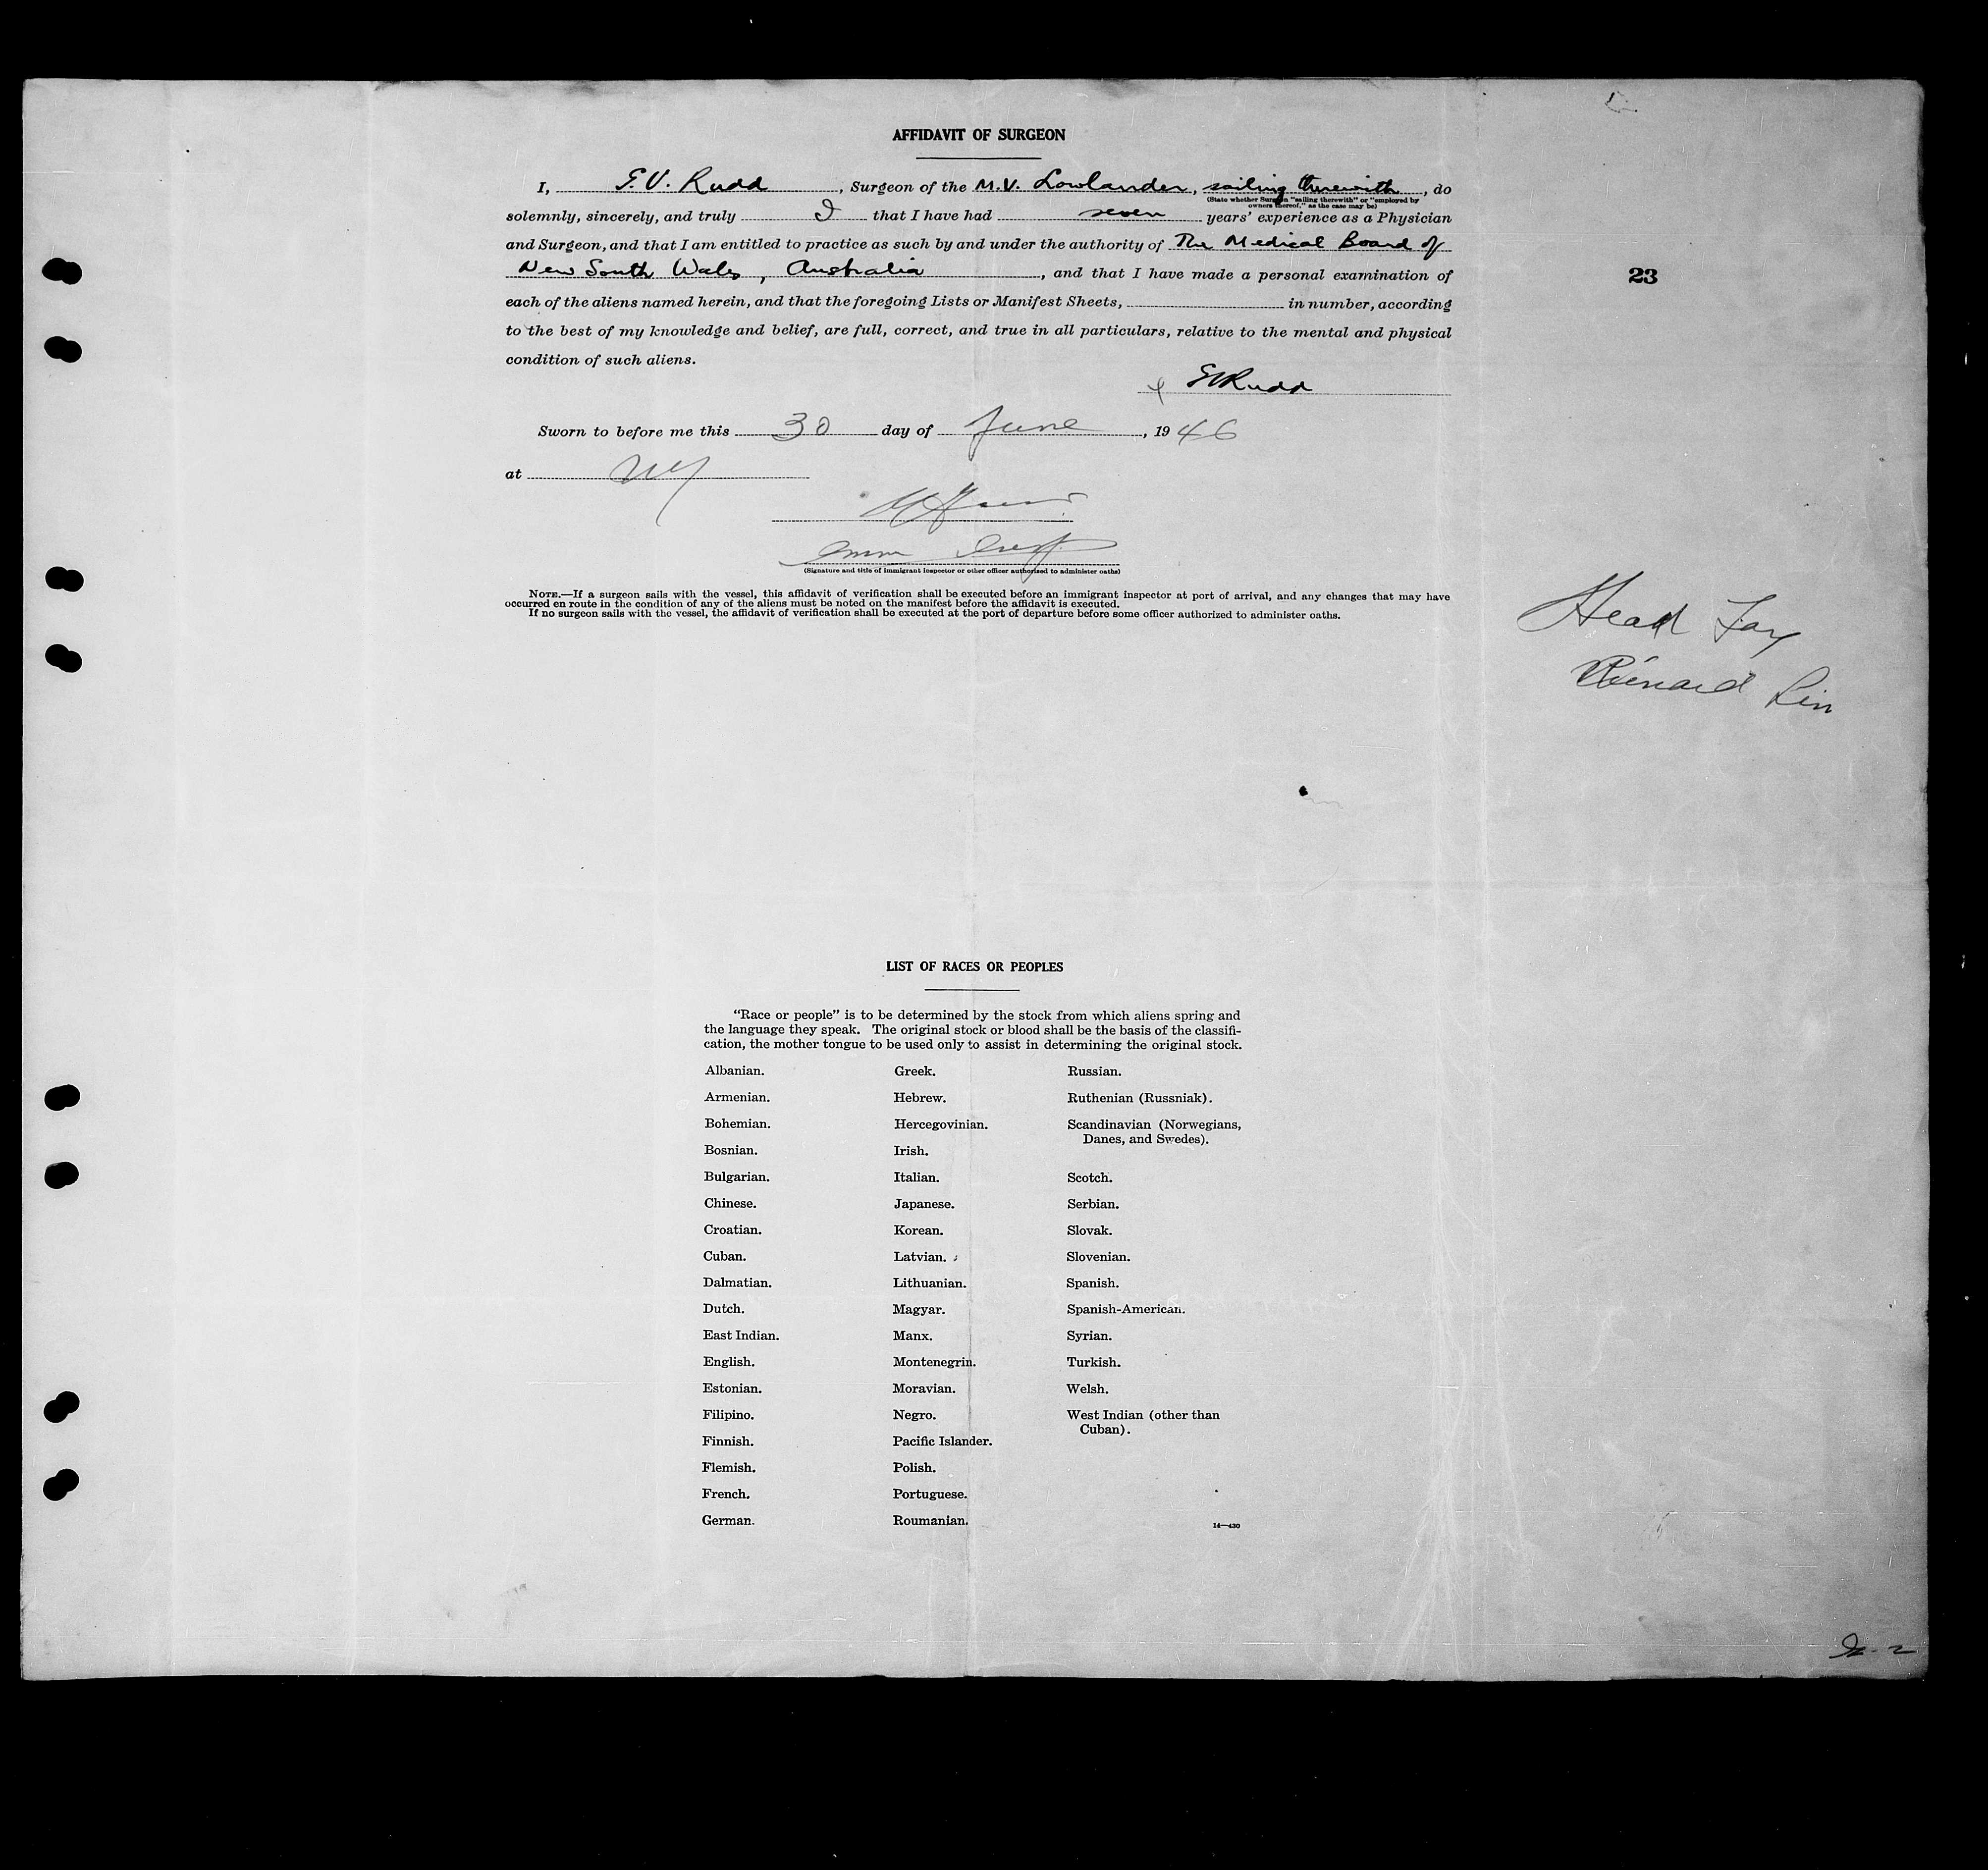 AFFIDAVIT OF SURGEON
I, E.V. Rudd, Surgeon of the M.V. Lowlander, sailing therewith, do
(State whether Surgeon "sailing therewith" or "employed by
owners thereof," as the case may be)
solemnly, sincerely, and truly I that I have had seven years' experience as a Physician
and Surgeon, and that I am entitled to practice as such by and under the authority of The Medical Board of
New South Wales, Australia, and that I have made a personal examination of
23
each of the aliens named herein, and that the foregoing Lists or Manifest Sheets, in number, according
to the best of my knowledge and belief, are full, correct, and true in all particulars, relative to the mental and physical
condition of such aliens.
EVRudd
Sworn to before me this 30 day of June, 1946
at NY
(Signature and title of immigrant inspector or other officer authorized to administer oaths)
NOTE.—If a surgeon sails with the vessel, this affidavit of verification shall be executed before an immigrant inspector at port of arrival, and any changes that may have
occurred en route in the condition of any of the aliens must be noted on the manifest before the affidavit is executed.
If no surgeon sails with the vessel, the affidavit of verification shall be executed at the port of departure before some officer authorized to administer oaths.
Head Tax
LIST OF RACES OR PEOPLES
"Race or people" is to be determined by the stock from which aliens spring and
the language they speak. The original stock or blood shall be the basis of the classifi-
cation, the mother tongue to be used only to assist in determining the original stock.
Albanian.
Armenian.
Bohemian.
Bosnian.
Bulgarian.
Chinese.
Croatian.
Cuban.
Dalmatian.
Dutch.
East Indian.
English.
Estonian.
Filipino.
Finnish.
Flemish.
French.
German.
Greek.
Hebrew.
Hercegovinian.
Irish.
Italian.
Japanese.
Korean.
Latvian.
Lithuanian.
Magyar.
Manx.
Montenegrin.
Moravian.
Negro.
Pacific Islander.
Polish.
Portuguese.
Roumanian.
Russian.
Ruthenian (Russniak).
Scandinavian (Norwegians,
Danes, and Swedes).
Scotch.
Serbian.
Slovak.
Slovenian.
Spanish.
Spanish-American.
Syrian.
Turkish.
Welsh.
West Indian (other than
Cuban).
14—430